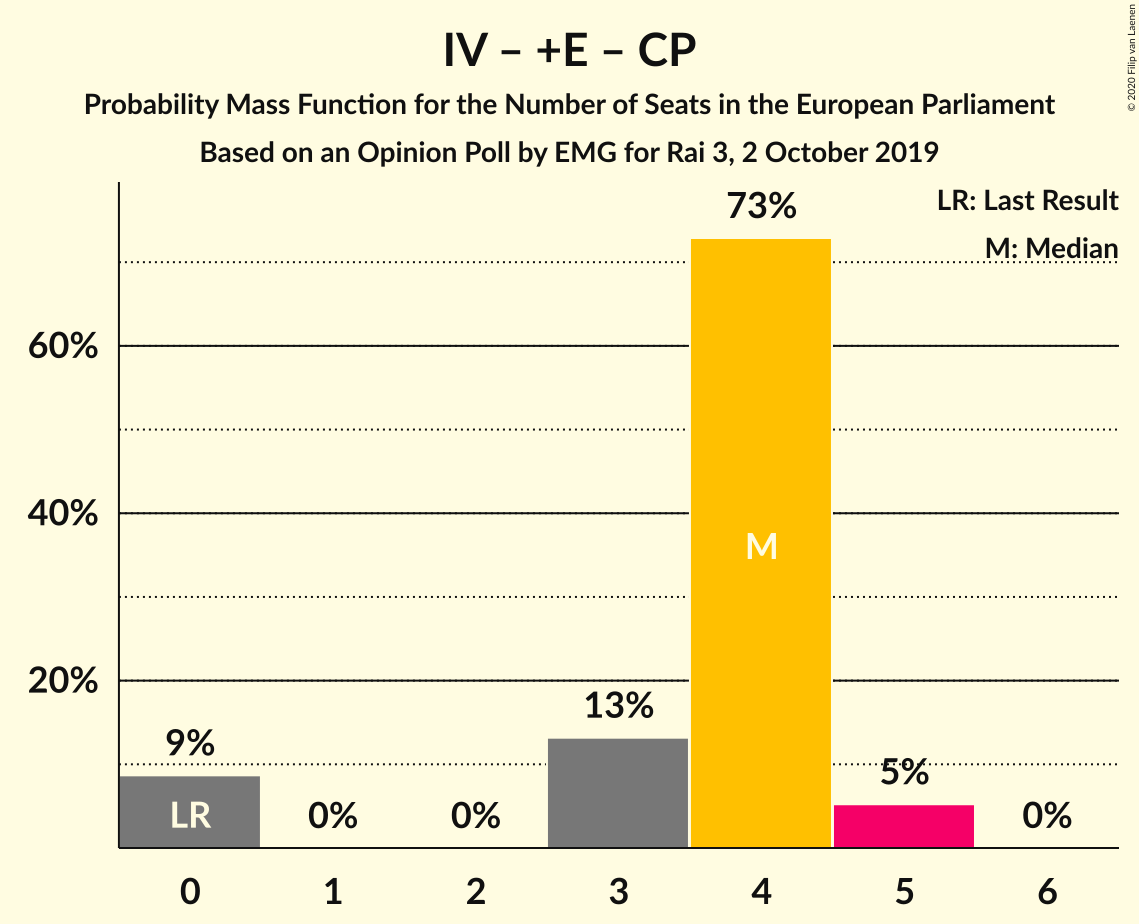 IV – +E – CP
Probability Mass Function for the Number of Seats in the European Parliament
Based on an Opinion Poll by EMG for Rai 3, 2 October 2019
© 2020 Filip van Laenen
LR: Last Result
M: Median
73%
60%
40%
20%
M
13%
9%
5%
LR
0%
0%
0%
0 1 2 3 4 5 6